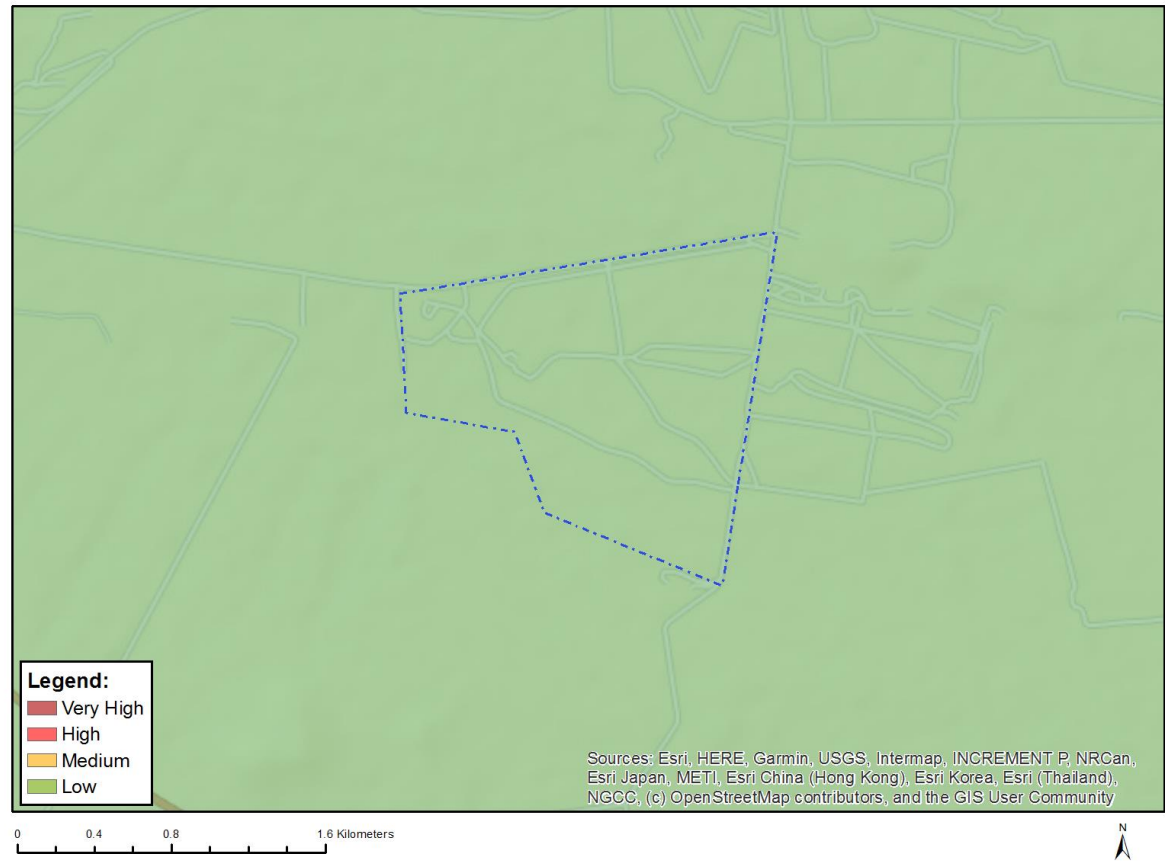 Legend:
Very High
High
Medium
Low
Sources: Esri, HERE, Garmin, USGS, Intermap, INCREMENT P, NRCan,
Esri Japan, METI, Esri China (Hong Kong), Esri Korea, Esri (Thailand),
NGCC, (c) OpenStreetMap contributors, and the GIS User Community
0 0.4 0.8 1.6 Kilometers
N